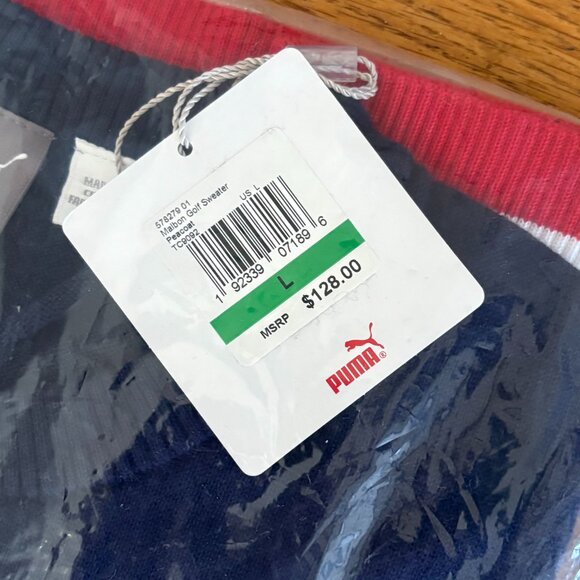 578279 01
Malbon Golf Sweater
Peacoat
TC9092
US L
1 92339 07189 6
L
MSRP $128.00
PUMA®